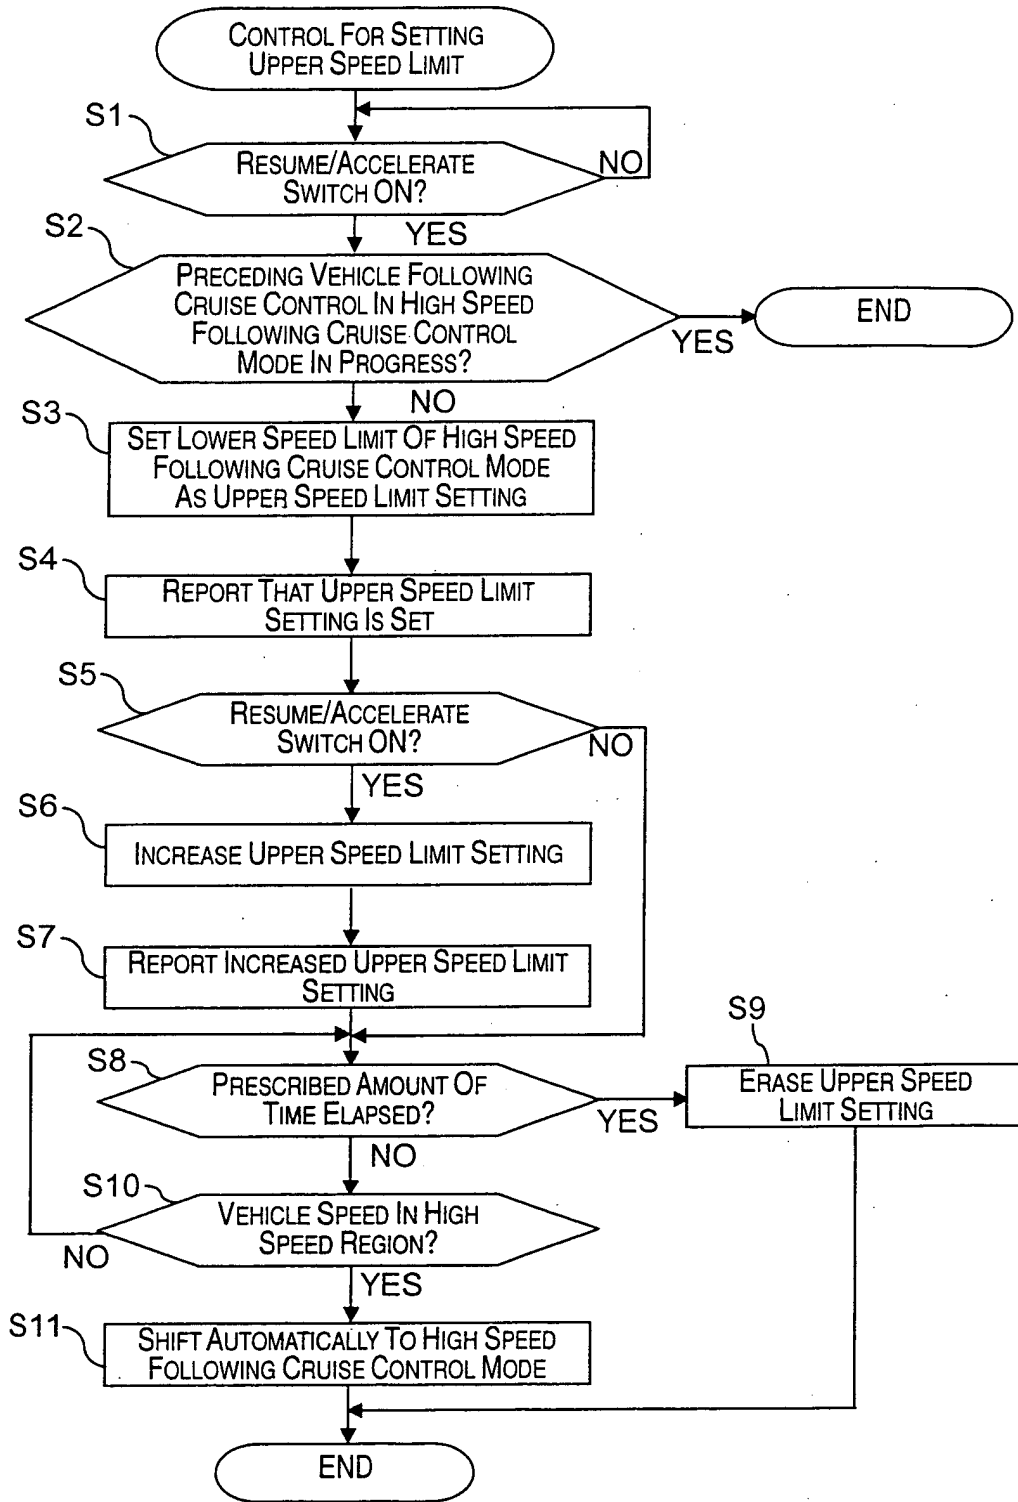 CONTROL FOR SETTING
UPPER SPEED LIMIT
S1
RESUME/ACCELERATE
SWITCH ON?
NO
YES
S2
PRECEDING VEHICLE FOLLOWING
CRUISE CONTROL IN HIGH SPEED
FOLLOWING CRUISE CONTROL
MODE IN PROGRESS?
YES
END
NO
S3
SET LOWER SPEED LIMIT OF HIGH SPEED
FOLLOWING CRUISE CONTROL MODE
AS UPPER SPEED LIMIT SETTING
S4
REPORT THAT UPPER SPEED LIMIT
SETTING IS SET
S5
RESUME/ACCELERATE
SWITCH ON?
NO
YES
S6
INCREASE UPPER SPEED LIMIT SETTING
S7
REPORT INCREASED UPPER SPEED LIMIT
SETTING
S8
PRESCRIBED AMOUNT OF
TIME ELAPSED?
YES
S9
ERASE UPPER SPEED
LIMIT SETTING
NO
S10
VEHICLE SPEED IN HIGH
SPEED REGION?
NO
YES
S11
SHIFT AUTOMATICALLY TO HIGH SPEED
FOLLOWING CRUISE CONTROL MODE
END